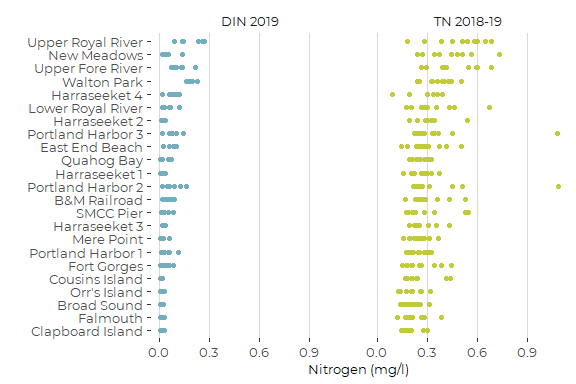 DIN 2019 TN 2018-19
Upper Royal River
New Meadows
Upper Fore River
Walton Park
Harraseeket 4
Lower Royal River
Harraseeket 2
Portland Harbor 3
East End Beach
Quahog Bay
Harraseeket 1
Portland Harbor 2
B&M Railroad
SMCC Pier
Harraseeket 3
Mere Point
Portland Harbor 1
Fort Gorges
Cousins Island
Orr's Island
Broad Sound
Falmouth
Clapboard Island
0.0 0.3 0.6 0.9 0.0 0.3 0.6 0.9
Nitrogen (mg/l)